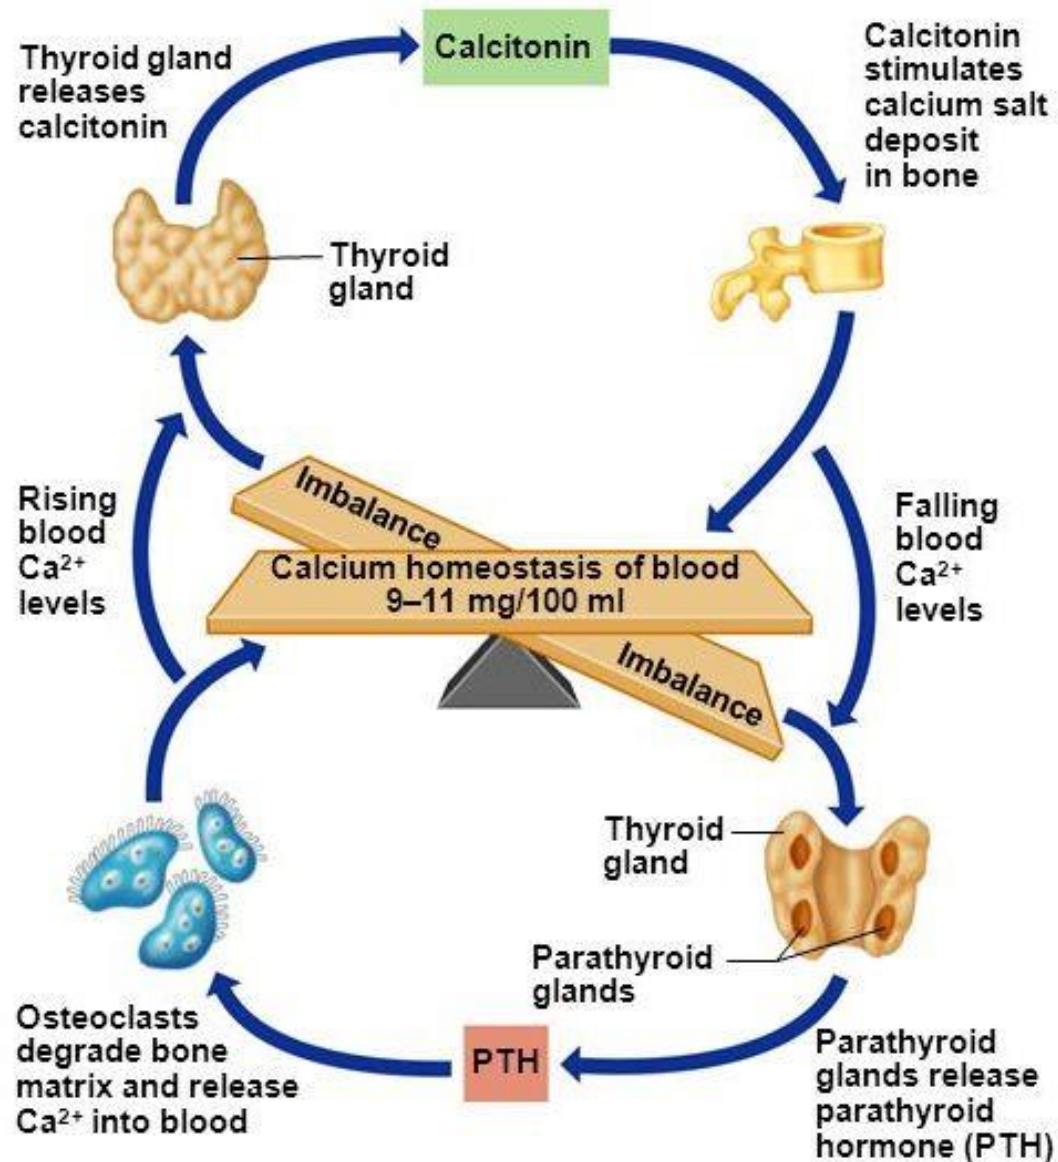 Thyroid gland
releases
calcitonin
Calcitonin
Calcitonin
stimulates
calcium salt
deposit
in bone
Thyroid
gland
Rising
blood
Ca²⁺
levels
Imbalance
Calcium homeostasis of blood
9–11 mg/100 ml
Imbalance
Falling
blood
Ca²⁺
levels
Thyroid
gland
Parathyroid
glands
Osteoclasts
degrade bone
matrix and release
Ca²⁺ into blood
PTH
Parathyroid
glands release
parathyroid
hormone (PTH)